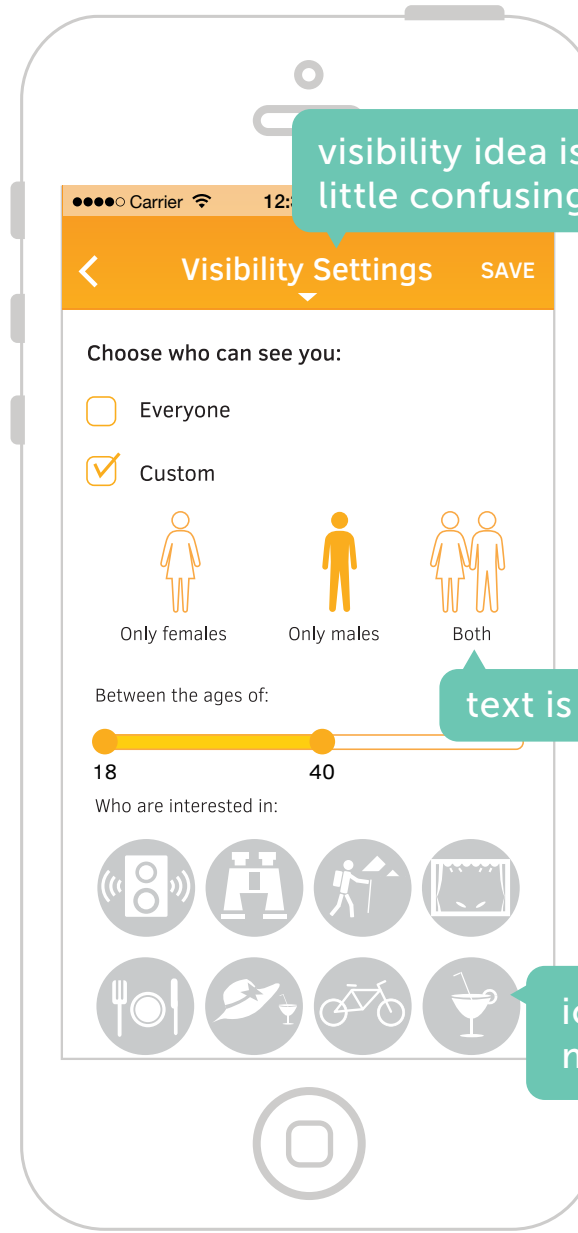 visibility idea is
little confusing
Carrier
Visibility Settings SAVE
Choose who can see you:
Everyone
Custom
Only females Only males Both
Between the ages of:
text is
18 40
Who are interested in: